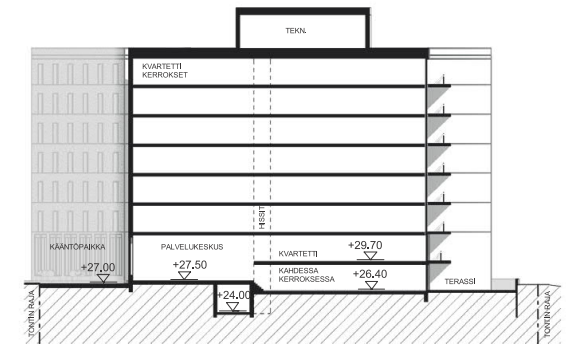 TEKN.
KVARTETTI
KERROKSET
HISSIT
KÄÄNTÖPAIKKA
+27.00
PALVELUKESKUS
+27.50
+24.00
KVARTETTI
+29.70
KAHDESSA
KERROKSESSA
+26.40
TERASSI
TONTIN RAJA
TONTIN RAJA